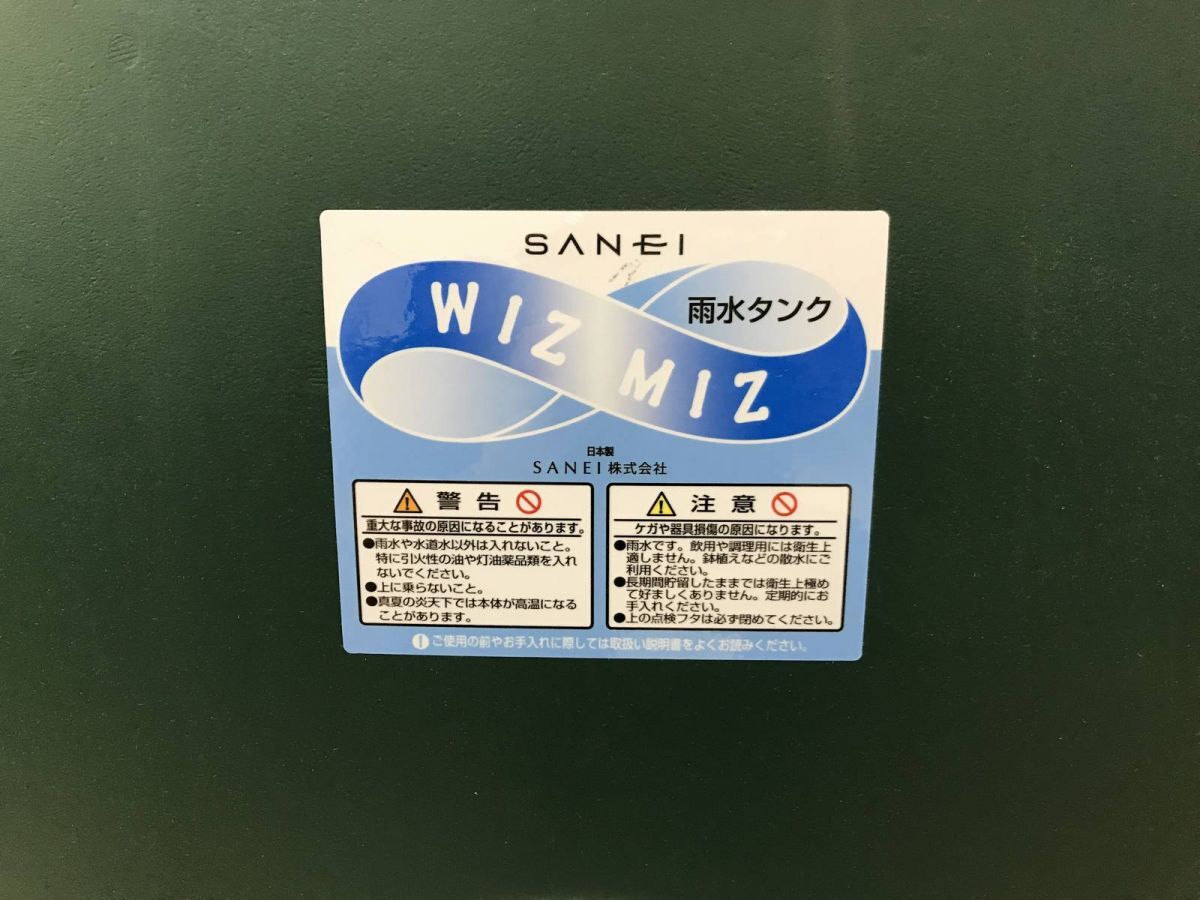 SANEI
WIZ MIZ
雨水タンク
日本製
SANEI 株式会社
警告
重大な事故の原因になることがあります。
●雨水や水道水以外は入れないこと。
特に引火性の油や灯油薬品類を入れ
ないでください。
●上に乗らないこと。
●真夏の炎天下では本体が高温になる
ことがあります。
注意
ケガや器具損傷の原因になります。
●雨水です。飲用や調理用には衛生上
適しません。鉢植えなどの散水にご
利用ください。
●長期間貯留したままでは衛生上極め
て好ましくありません。定期的にお
手入れください。
●上の点検フタは必ず閉めてください。
ご使用の前やお手入れに際しては取扱い説明書をよくお読みください。